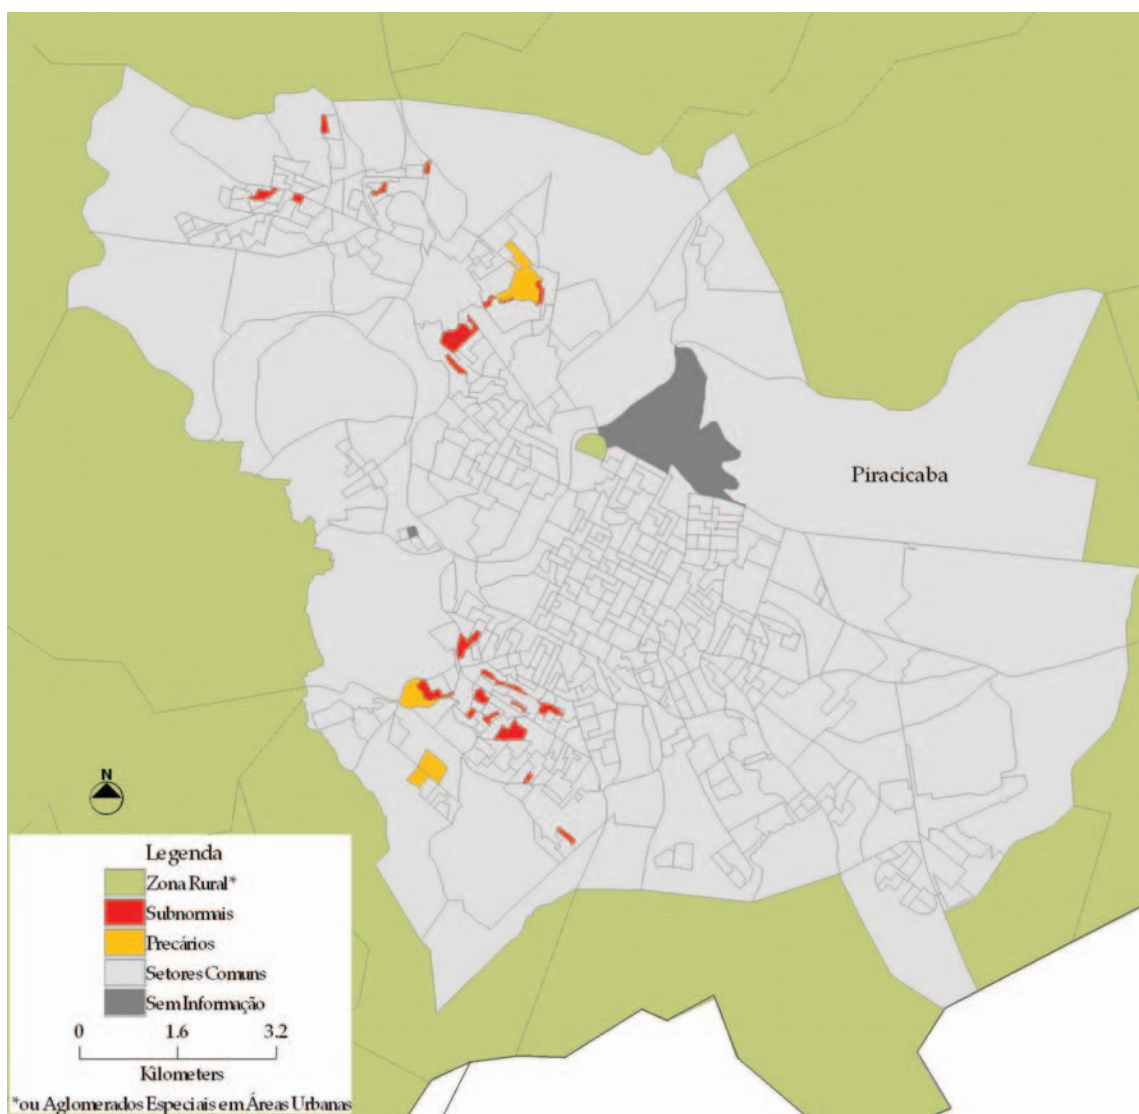 Piracicaba
N
Legenda
Zona Rural*
Subnormais
Precários
Setores Comuns
Sem Informação
0 1.6 3.2
Kilometers
*ou Aglomerados Especiais em Áreas Urbanas